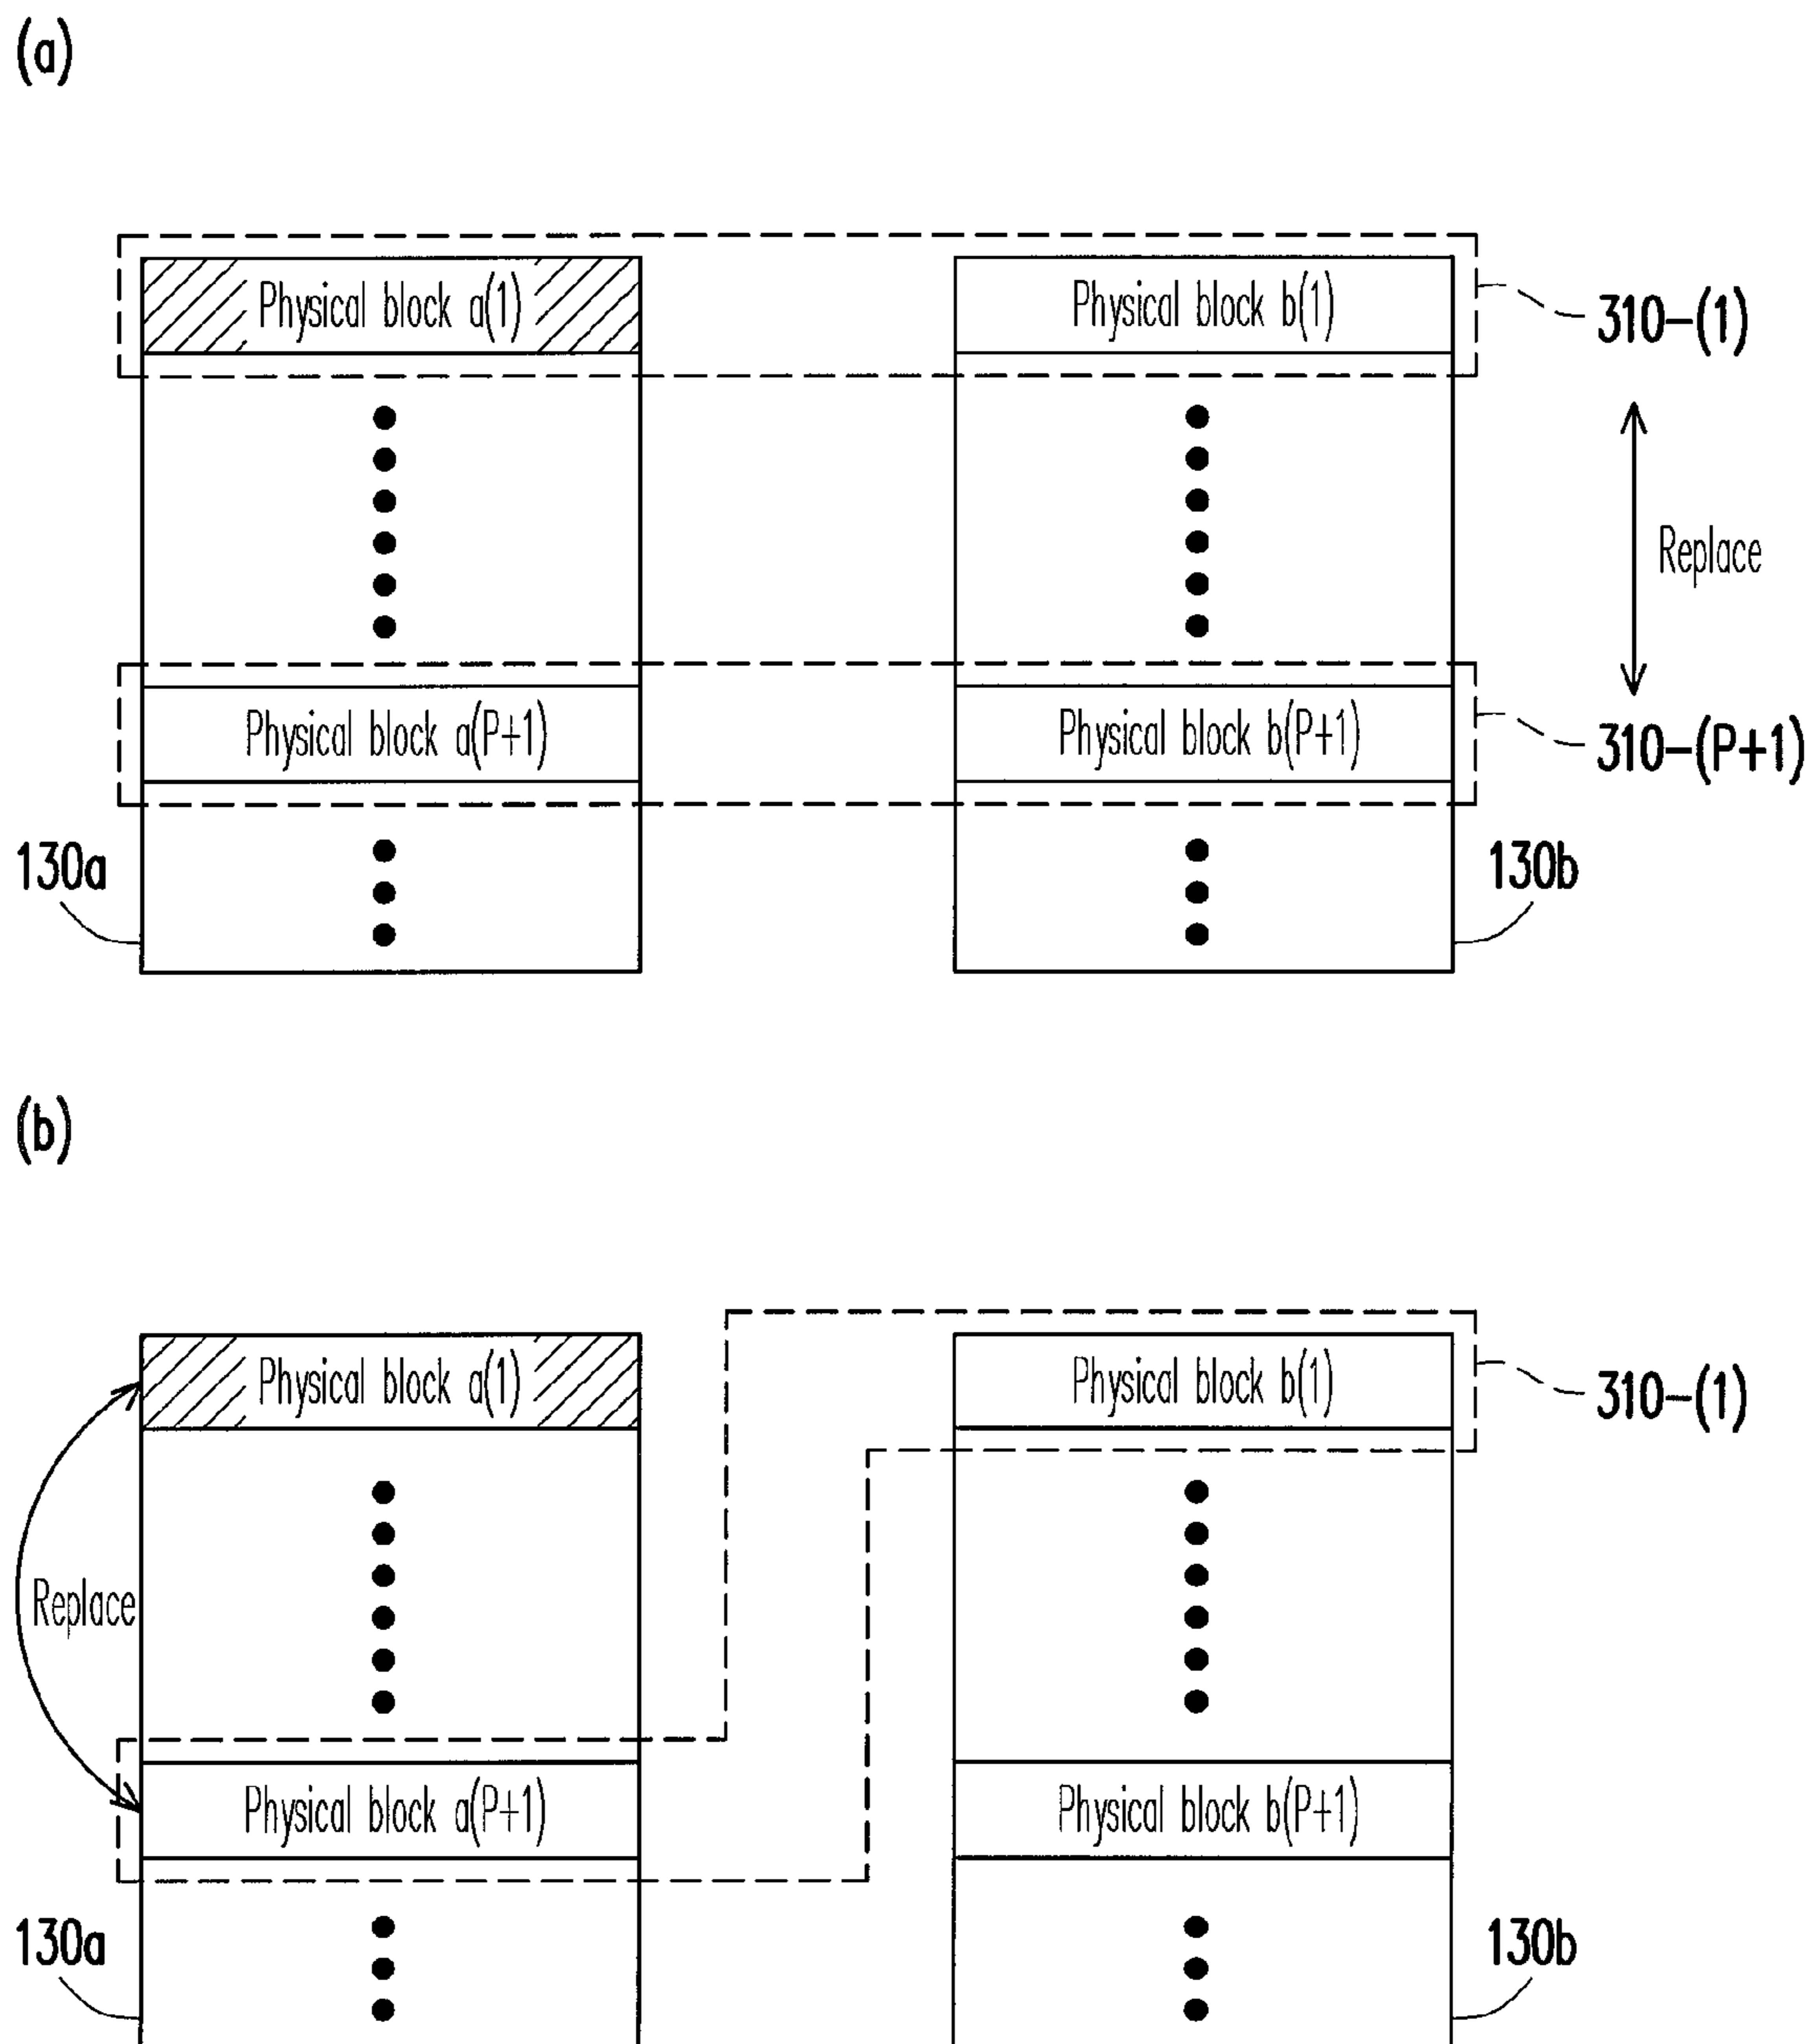 (a)
Physical block a(1)
Physical block b(1)
310-(1)
Replace
Physical block a(P+1)
Physical block b(P+1)
310-(P+1)
130a
130b
(b)
Physical block a(1)
Physical block b(1)
310-(1)
Replace
Physical block a(P+1)
Physical block b(P+1)
130a
130b